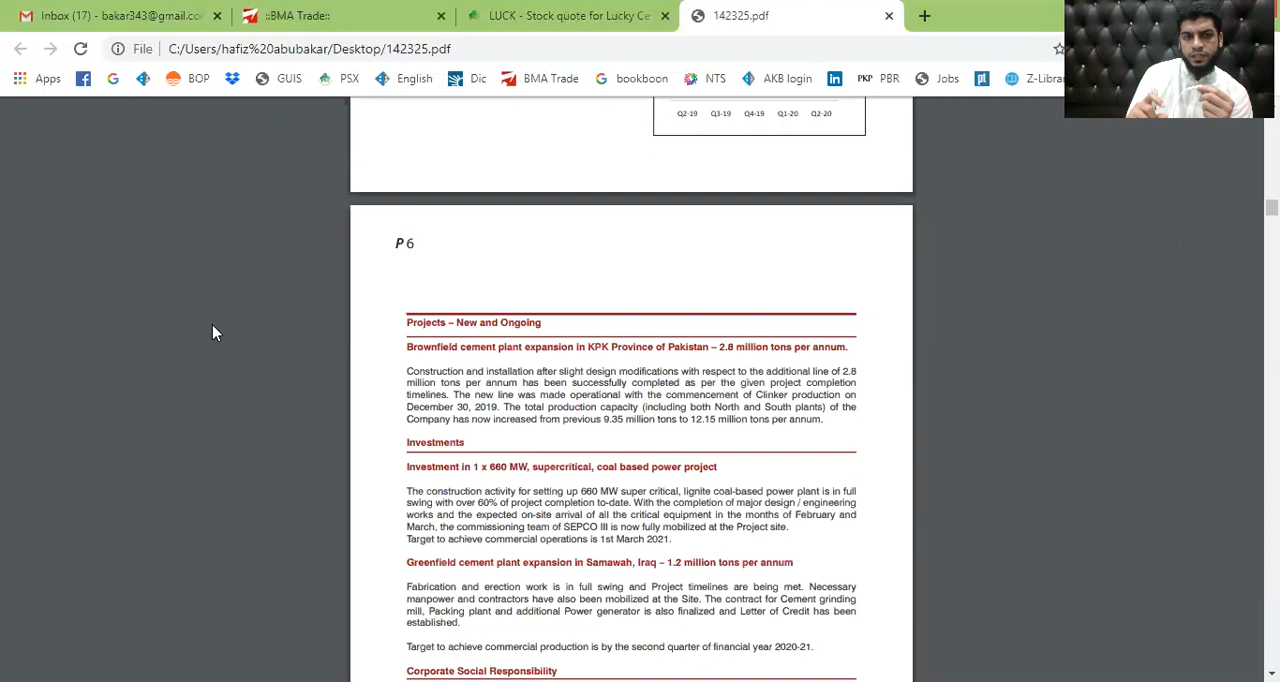 Inbox (17) - bakar343@gmail.co
::BMA Trade::
LUCK - Stock quote for Lucky Ce
142325.pdf
File
C:/Users/hafiz%20abubakar/Desktop/142325.pdf
Apps
BOP
GUIS
PSX
English
Dic
BMA Trade
bookboon
NTS
AKB login
PKP PBR
Jobs
pt
Z-Libra
Q2-19 Q3-19 Q4-19 Q1-20 Q2-20
P 6
Projects – New and Ongoing
Brownfield cement plant expansion in KPK Province of Pakistan – 2.8 million tons per annum.
Construction and installation after slight design modifications with respect to the additional line of 2.8
million tons per annum has been successfully completed as per the given project completion
timelines. The new line was made operational with the commencement of Clinker production on
December 30, 2019. The total production capacity (including both North and South plants) of the
Company has now increased from previous 9.35 million tons to 12.15 million tons per annum.
Investments
Investment in 1 x 660 MW, supercritical, coal based power project
The construction activity for setting up 660 MW super critical, lignite coal-based power plant is in full
swing with over 60% of project completion to-date. With the completion of major design / engineering
works and the expected on-site arrival of all the critical equipment in the months of February and
March, the commissioning team of SEPCO III is now fully mobilized at the Project site.
Target to achieve commercial operations is 1st March 2021.
Greenfield cement plant expansion in Samawah, Iraq – 1.2 million tons per annum
Fabrication and erection work is in full swing and Project timelines are being met. Necessary
manpower and contractors have also been mobilized at the Site. The contract for Cement grinding
mill, Packing plant and additional Power generator is also finalized and Letter of Credit has been
established.
Target to achieve commercial production is by the second quarter of financial year 2020-21.
Corporate Social Responsibility